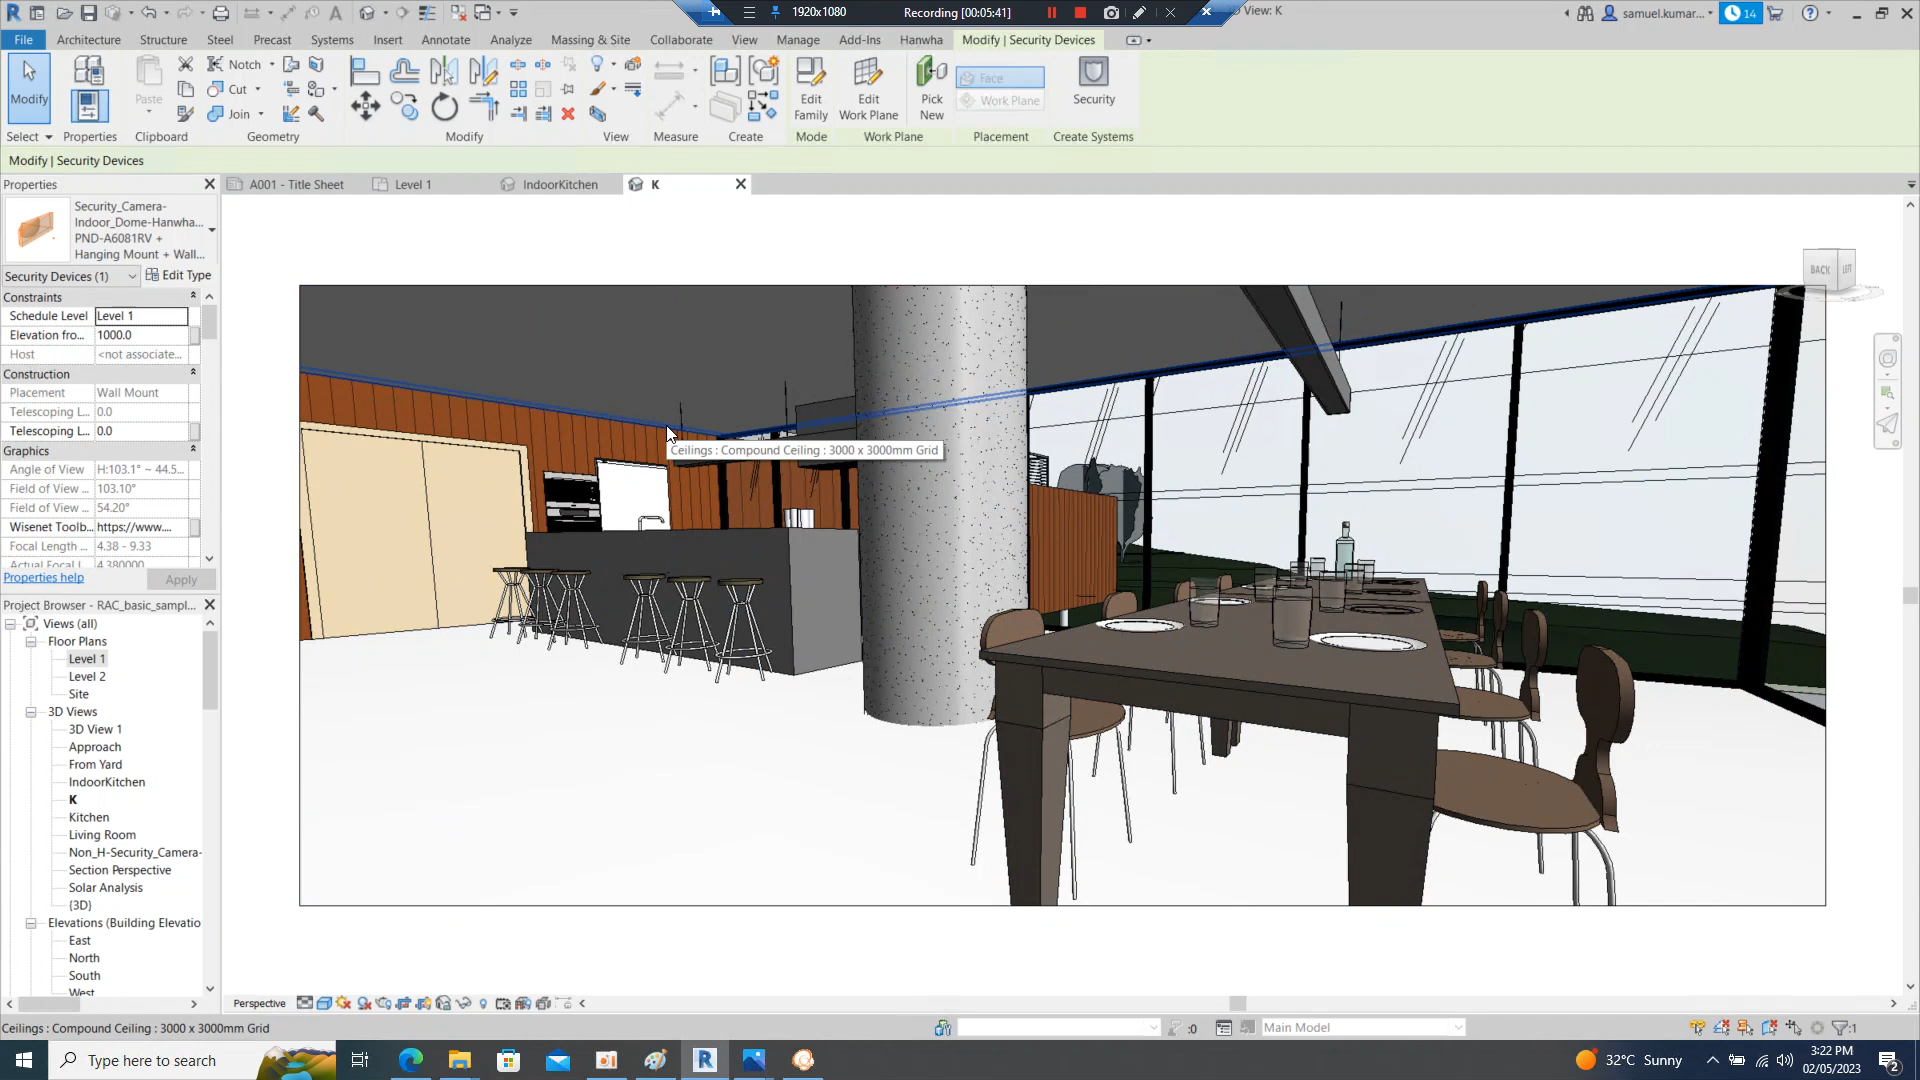 1920x1080
Recording [00:05:41]
View: K
samuel.kumar...
14
File
Architecture
Structure
Steel
Precast
Systems
Insert
Annotate
Analyze
Massing & Site
Collaborate
View
Manage
Add-Ins
Hanwha
Modify | Security Devices
Modify
Paste
Notch
Cut
Join
Edit
Family
Edit
Work Plane
Pick
New
Face
Work Plane
Security
Select
Properties
Clipboard
Geometry
Modify
View
Measure
Create
Mode
Work Plane
Placement
Create Systems
Modify | Security Devices
Properties
A001 - Title Sheet
Level 1
IndoorKitchen
K
Security_Camera-
Indoor_Dome-Hanwha...
PND-A6081RV +
Hanging Mount + Wall...
Security Devices (1)
Edit Type
Constraints
Schedule Level Level 1
Elevation fro... 1000.0
Host <not associate...
Construction
Placement Wall Mount
Telescoping L... 0.0
Telescoping L... 0.0
Graphics
Angle of View H:103.1° ~ 44.5...
Field of View ... 103.10°
Field of View ... 54.20°
Wisenet Toolb... https://www....
Focal Length ... 4.38 - 9.33
Actual Focal l... 4.380000
Properties help
Apply
BACK
LEFT
Ceilings : Compound Ceiling : 3000 x 3000mm Grid
Project Browser - RAC_basic_sampl...
Views (all)
Floor Plans
Level 1
Level 2
Site
3D Views
3D View 1
Approach
From Yard
IndoorKitchen
K
Kitchen
Living Room
Non_H-Security_Camera-
Section Perspective
Solar Analysis
{3D}
Elevations (Building Elevatio
East
North
South
West
Perspective
Ceilings : Compound Ceiling : 3000 x 3000mm Grid
:0
Main Model
:1
Type here to search
32°C Sunny
3:22 PM
02/05/2023
2